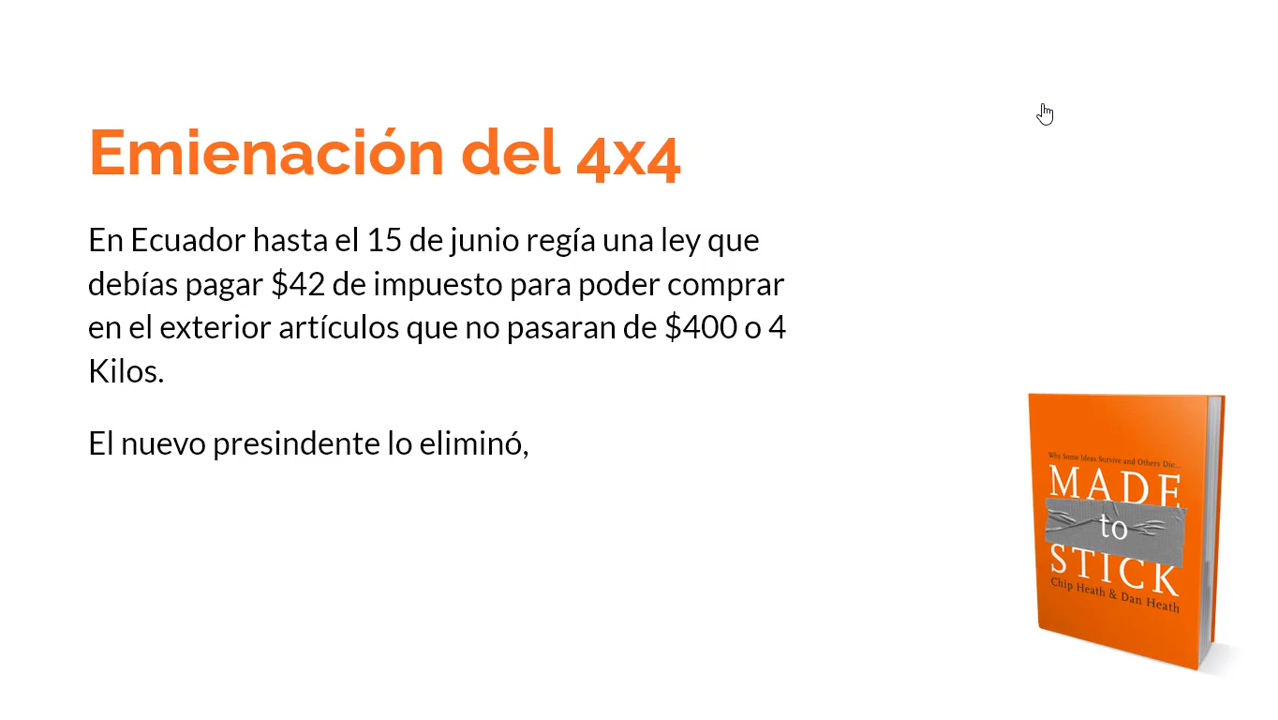 Emienación del 4x4
En Ecuador hasta el 15 de junio regía una ley que
debías pagar $42 de impuesto para poder comprar
en el exterior artículos que no pasaran de $400 o 4
Kilos.
El nuevo presindente lo eliminó,
Why Some Ideas Survive and Others Die...
MADE
to
STICK
Chip Heath & Dan Heath